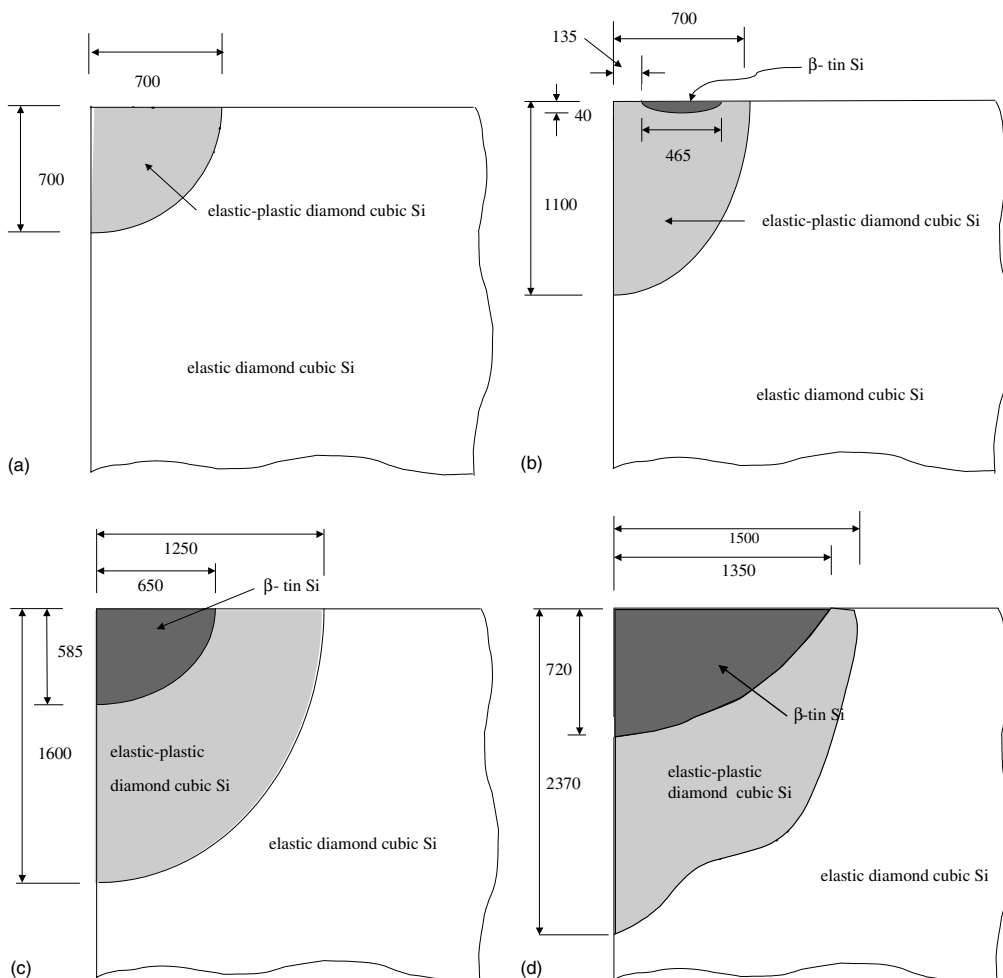 700
700
elastic-plastic diamond cubic Si
elastic diamond cubic Si
(a)
700
135
β- tin Si
40
465
1100
elastic-plastic diamond cubic Si
elastic diamond cubic Si
(b)
1250
650
β- tin Si
585
1600
elastic-plastic
diamond cubic Si
elastic diamond cubic Si
(c)
1500
1350
720
β-tin Si
2370
elastic-plastic
diamond cubic Si
elastic diamond cubic Si
(d)